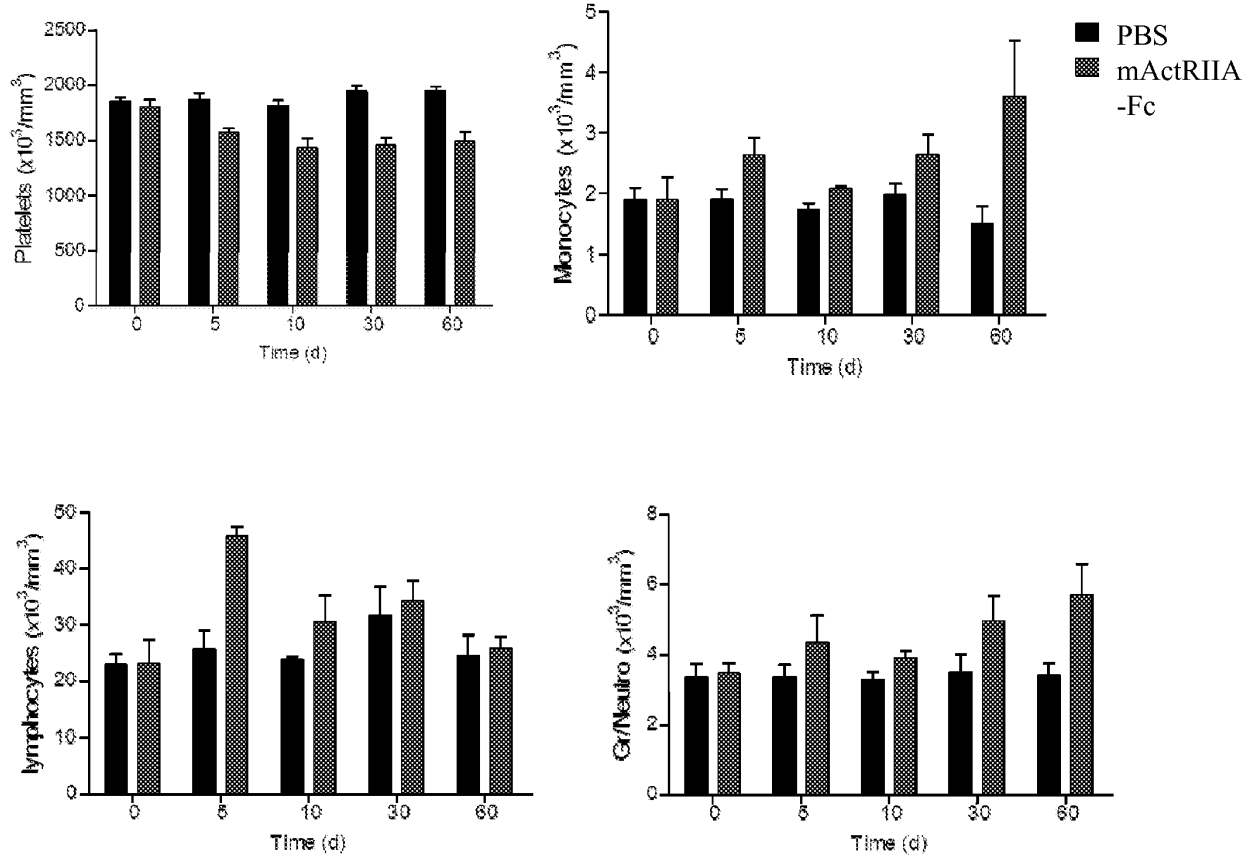 2500
2000
1500
1000
500
0
Platelets (x10³/mm³)
0 5 10 30 60
Time (d)
5
4
3
2
1
0
Monocytes (x10³/mm³)
0 5 10 30 60
Time (d)
PBS
mActRIIA
-Fc
50
40
30
20
10
0
lymphocytes (x10³/mm³)
0 5 10 30 60
Time (d)
8
6
4
2
0
Gr/Neutro (x10³/mm³)
0 5 10 30 60
Time (d)